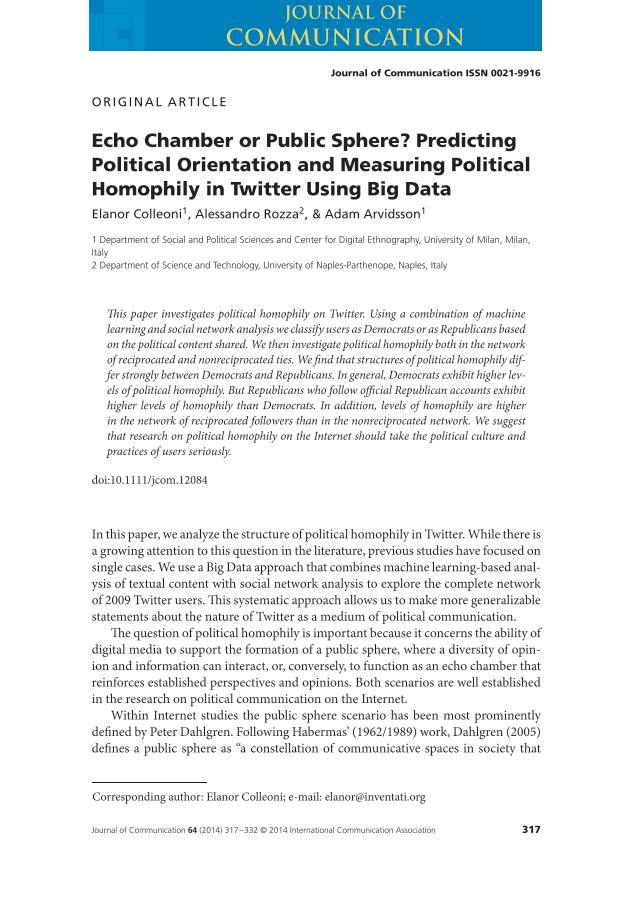 JOURNAL OF
COMMUNICATION
Journal of Communication ISSN 0021-9916
ORIGINAL ARTICLE
Echo Chamber or Public Sphere? Predicting
Political Orientation and Measuring Political
Homophily in Twitter Using Big Data
Elanor Colleoni1, Alessandro Rozza2, & Adam Arvidsson1
1 Department of Social and Political Sciences and Center for Digital Ethnography, University of Milan, Milan,
Italy
2 Department of Science and Technology, University of Naples-Parthenope, Naples, Italy
This paper investigates political homophily on Twitter. Using a combination of machine
learning and social network analysis we classify users as Democrats or as Republicans based
on the political content shared. We then investigate political homophily both in the network
of reciprocated and nonreciprocated ties. We find that structures of political homophily dif-
fer strongly between Democrats and Republicans. In general, Democrats exhibit higher lev-
els of political homophily. But Republicans who follow official Republican accounts exhibit
higher levels of homophily than Democrats. In addition, levels of homophily are higher
in the network of reciprocated followers than in the nonreciprocated network. We suggest
that research on political homophily on the Internet should take the political culture and
practices of users seriously.
doi:10.1111/jcom.12084
In this paper, we analyze the structure of political homophily in Twitter. While there is
a growing attention to this question in the literature, previous studies have focused on
single cases. We use a Big Data approach that combines machine learning-based anal-
ysis of textual content with social network analysis to explore the complete network
of 2009 Twitter users. This systematic approach allows us to make more generalizable
statements about the nature of Twitter as a medium of political communication.
The question of political homophily is important because it concerns the ability of
digital media to support the formation of a public sphere, where a diversity of opin-
ion and information can interact, or, conversely, to function as an echo chamber that
reinforces established perspectives and opinions. Both scenarios are well established
in the research on political communication on the Internet.
Within Internet studies the public sphere scenario has been most prominently
defined by Peter Dahlgren. Following Habermas' (1962/1989) work, Dahlgren (2005)
defines a public sphere as “a constellation of communicative spaces in society that
Corresponding author: Elanor Colleoni; e-mail: elanor@inventati.org
Journal of Communication 64 (2014) 317–332 © 2014 International Communication Association
317